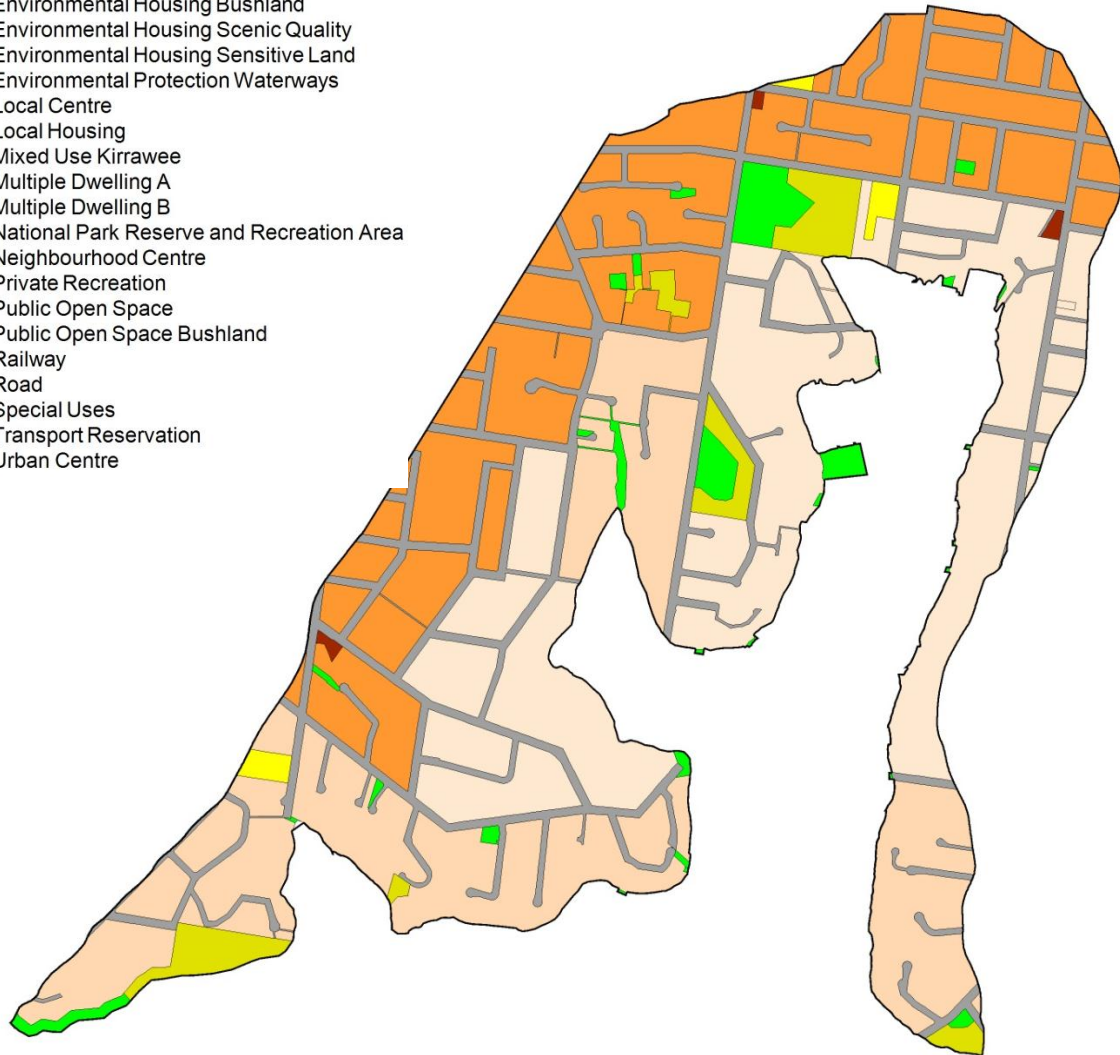 Environmental Housing Bushland
Environmental Housing Scenic Quality
Environmental Housing Sensitive Land
Environmental Protection Waterways
Local Centre
Local Housing
Mixed Use Kirrawee
Multiple Dwelling A
Multiple Dwelling B
National Park Reserve and Recreation Area
Neighbourhood Centre
Private Recreation
Public Open Space
Public Open Space Bushland
Railway
Road
Special Uses
Transport Reservation
Urban Centre